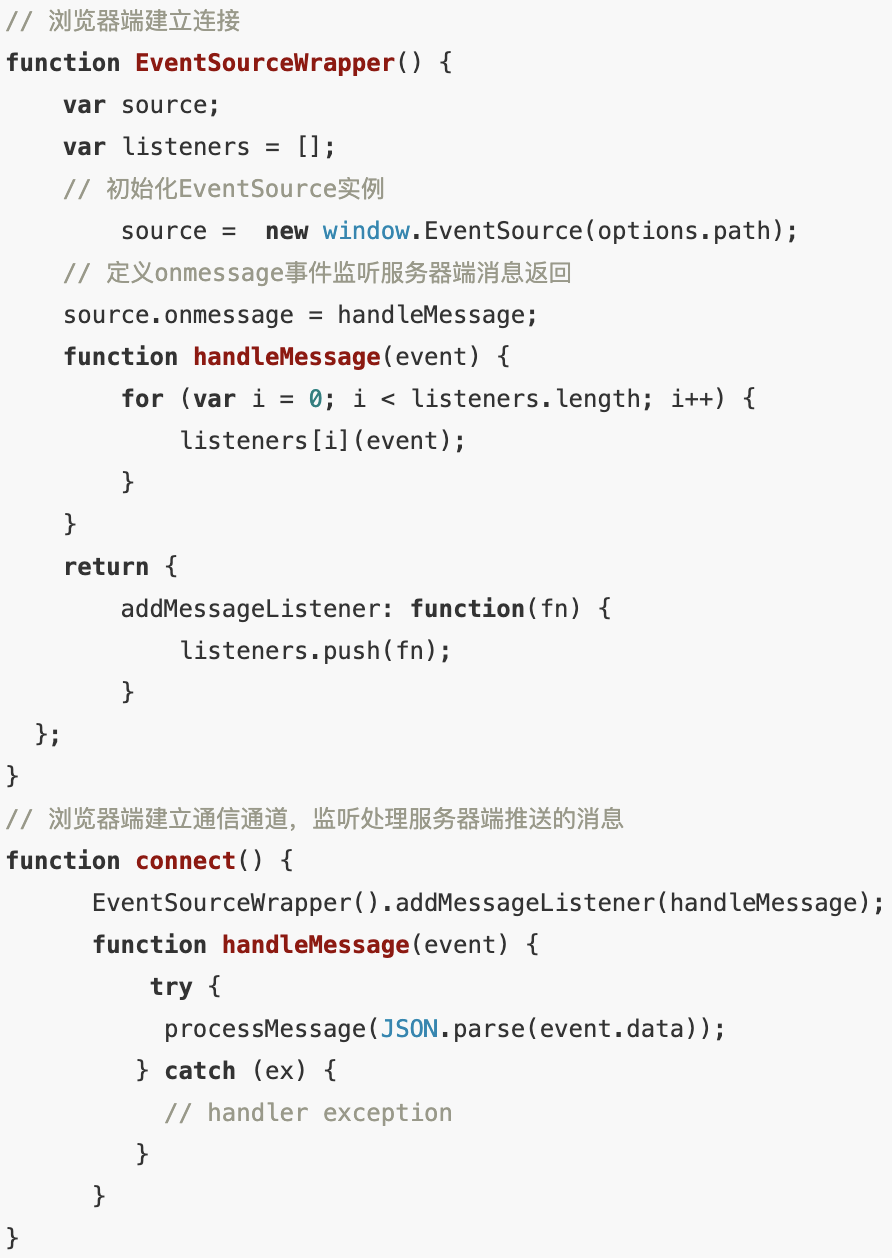 // 浏览器端建立连接
function EventSourceWrapper() {
    var source;
    var listeners = [];
    // 初始化EventSource实例
        source =  new window.EventSource(options.path);
    // 定义onmessage事件监听服务器端消息返回
    source.onmessage = handleMessage;
    function handleMessage(event) {
        for (var i = 0; i < listeners.length; i++) {
            listeners[i](event);
        }
    }
    return {
        addMessageListener: function(fn) {
            listeners.push(fn);
        }
  };
}
// 浏览器端建立通信通道，监听处理服务器端推送的消息
function connect() {
      EventSourceWrapper().addMessageListener(handleMessage);
      function handleMessage(event) {
          try {
           processMessage(JSON.parse(event.data));
         } catch (ex) {
           // handler exception
         }
      }
}